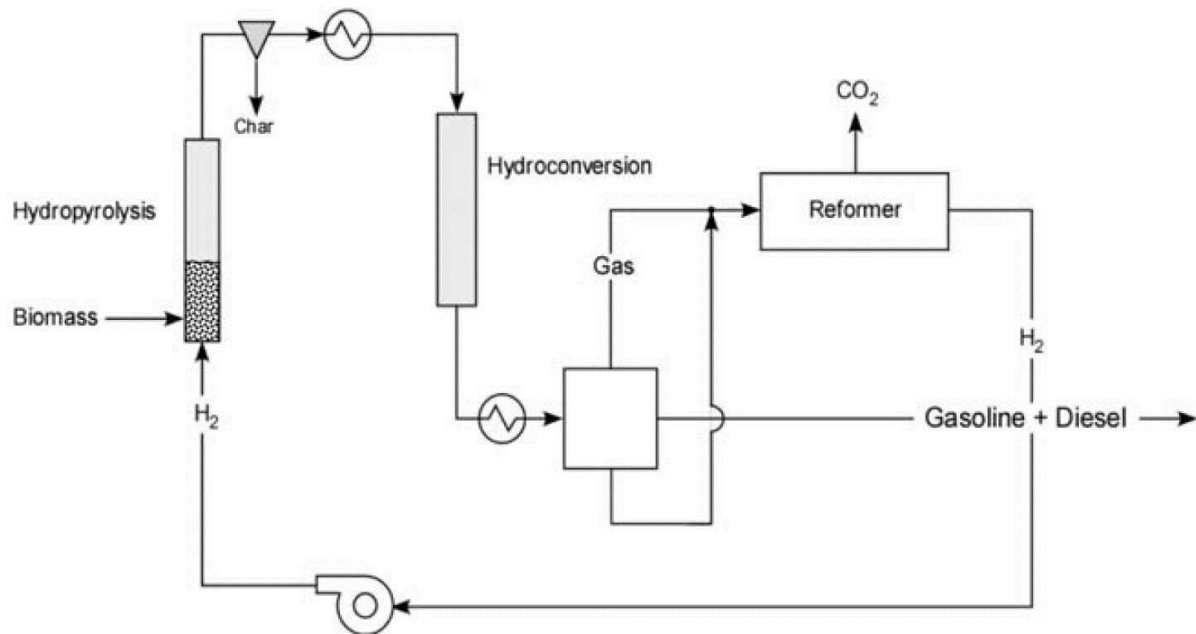 CO₂
Char
Hydroconversion
Hydropyrolysis
Reformer
Gas
Biomass
H₂
H₂
Gasoline + Diesel